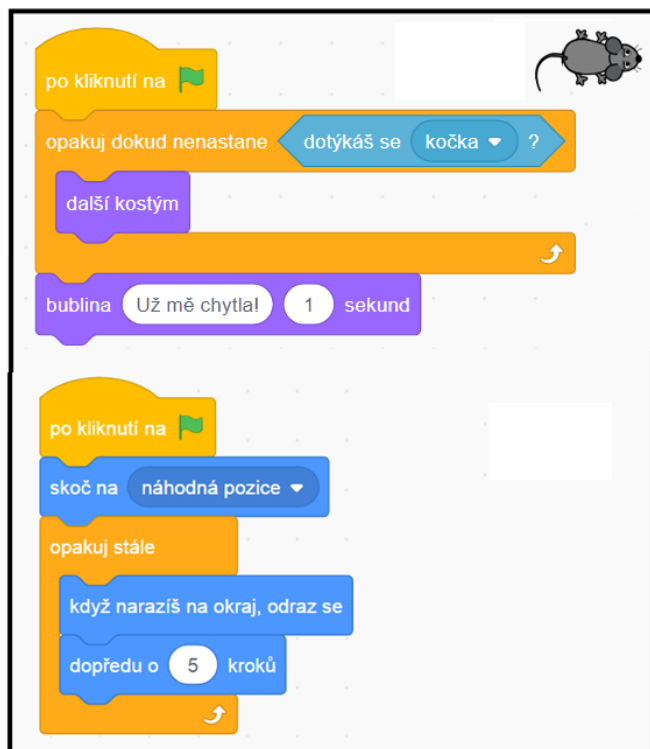 po kliknutí na
opakuj dokud nenastane dotýkáš se kočka ?
další kostým
bublina Už mě chytla! 1 sekund
po kliknutí na
skoč na náhodná pozice
opakuj stále
když narazíš na okraj, odraz se
dopředu o 5 kroků